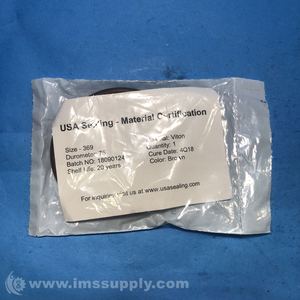 USA Sealing - Material Certification
Size - 369
Durometer: 75
Batch NO: 18090124
Shelf Life: 20 years
Viton
Quantity: 1
Cure Date: 4Q18
Color: Brown
For inquiries visit us at www.usasealing.com
© www.imssupply.com